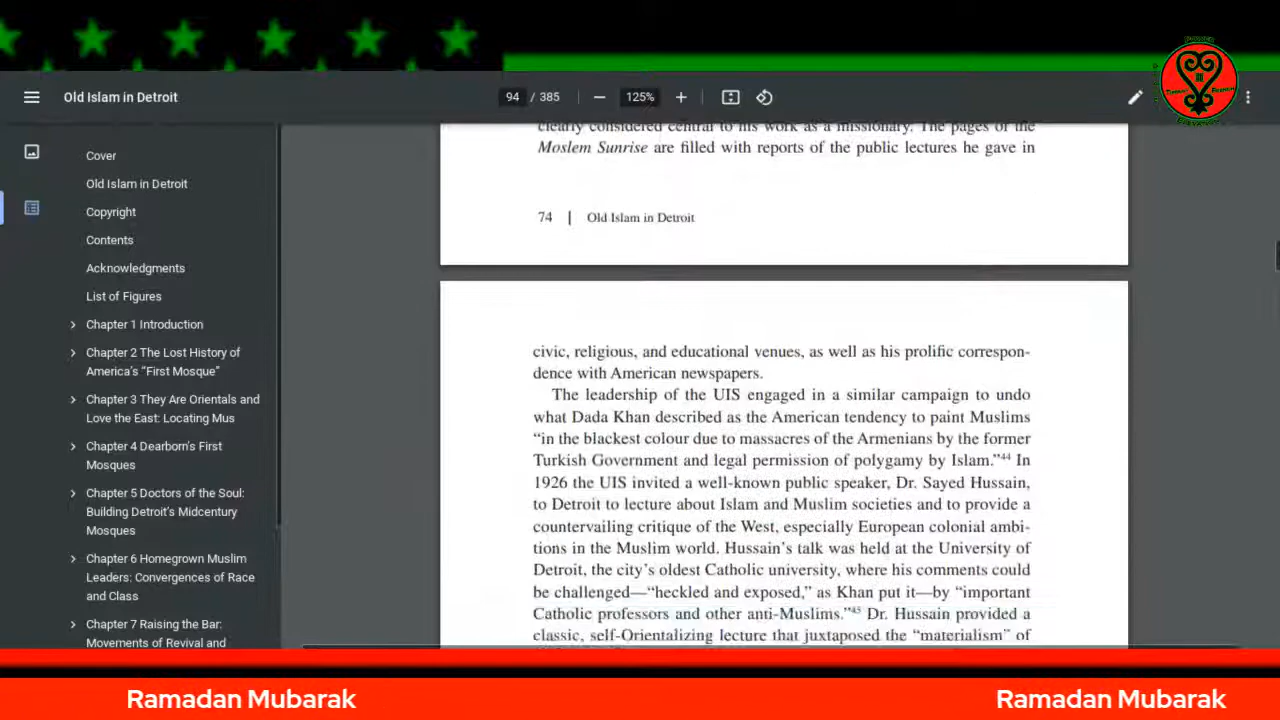 Old Islam in Detroit
94 / 385
125%
Cover
Old Islam in Detroit
Copyright
Contents
Acknowledgments
List of Figures
Chapter 1 Introduction
Chapter 2 The Lost History of
America's “First Mosque”
Chapter 3 They Are Orientals and
Love the East: Locating Mus
Chapter 4 Dearborn's First
Mosques
Chapter 5 Doctors of the Soul:
Building Detroit's Midcentury
Mosques
Chapter 6 Homegrown Muslim
Leaders: Convergences of Race
and Class
Chapter 7 Raising the Bar:
Movements of Revival and
clearly considered central to his work as a missionary. The pages of the
Moslem Sunrise are filled with reports of the public lectures he gave in
74 | Old Islam in Detroit
civic, religious, and educational venues, as well as his prolific correspon-
dence with American newspapers.
The leadership of the UIS engaged in a similar campaign to undo
what Dada Khan described as the American tendency to paint Muslims
“in the blackest colour due to massacres of the Armenians by the former
Turkish Government and legal permission of polygamy by Islam.”44 In
1926 the UIS invited a well-known public speaker, Dr. Sayed Hussain,
to Detroit to lecture about Islam and Muslim societies and to provide a
countervailing critique of the West, especially European colonial ambi-
tions in the Muslim world. Hussain's talk was held at the University of
Detroit, the city's oldest Catholic university, where his comments could
be challenged—“heckled and exposed,” as Khan put it—by “important
Catholic professors and other anti-Muslims.”45 Dr. Hussain provided a
classic, self-Orientalizing lecture that juxtaposed the “materialism” of
Ramadan Mubarak
Ramadan Mubarak